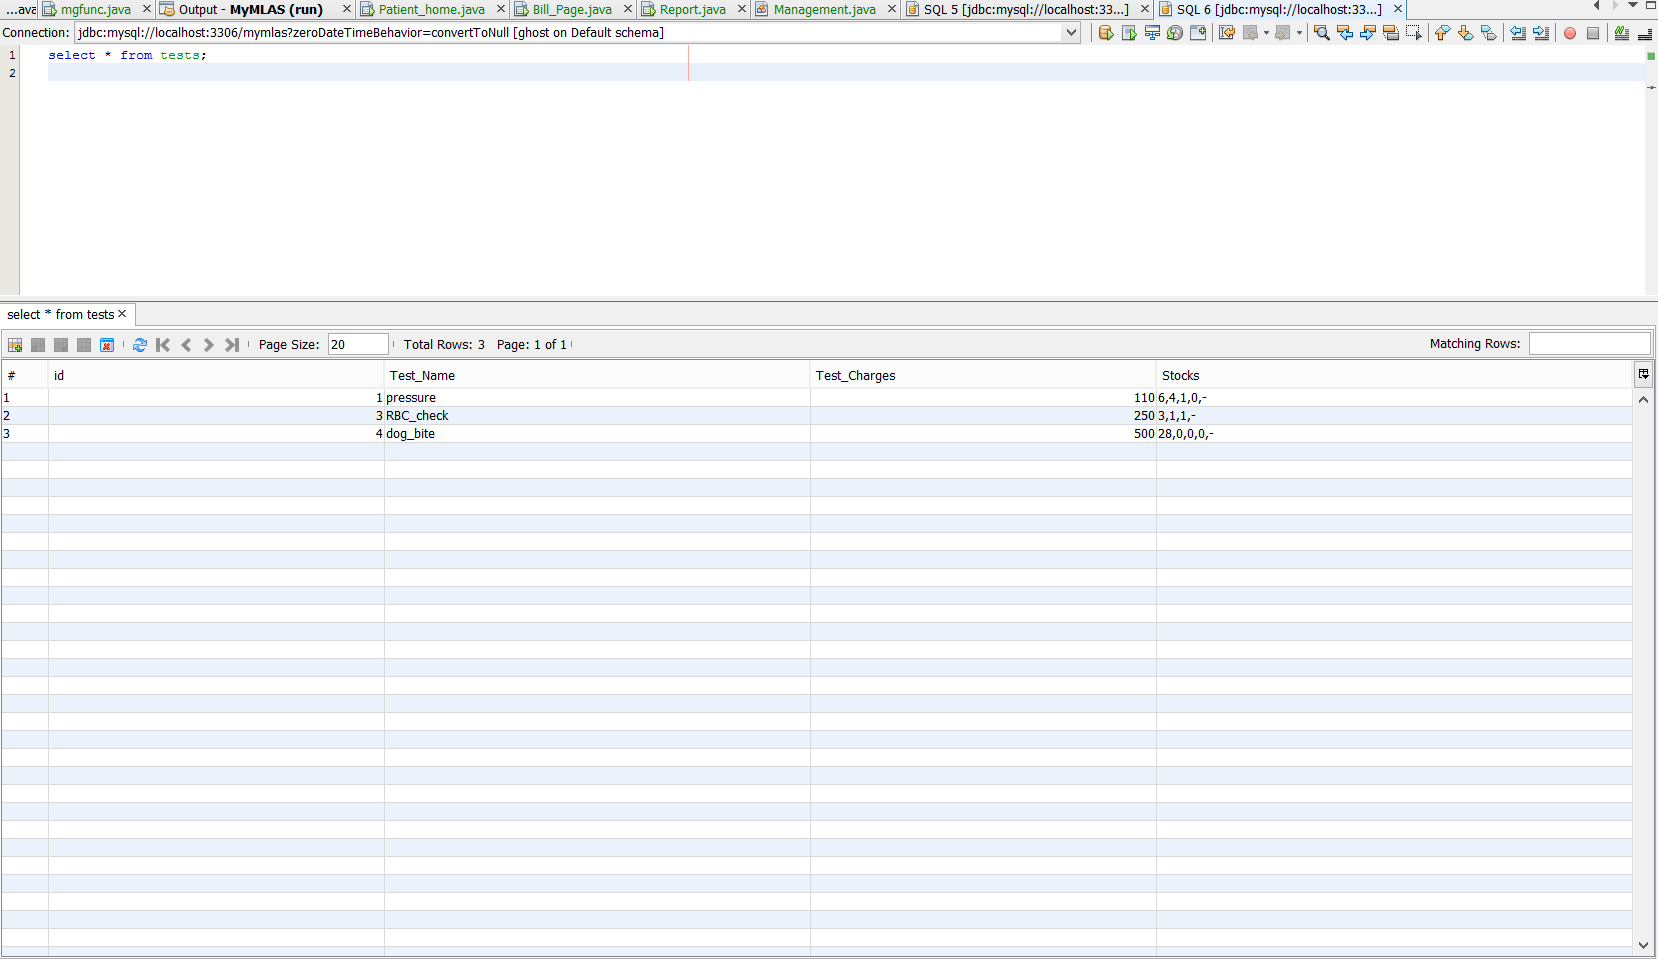 ...ava mgfunc.java Output - MyMLAS (run) Patient_home.java Bill_Page.java Report.java Management.java SQL 5 [jdbc:mysql://localhost:33...] SQL 6 [jdbc:mysql://localhost:33...]
Connection: jdbc:mysql://localhost:3306/mymlas?zeroDateTimeBehavior=convertToNull [ghost on Default schema]
1 select * from tests;
2
select * from tests
Page Size: 20 Total Rows: 3 Page: 1 of 1 Matching Rows:
# id Test_Name Test_Charges Stocks
1 1 pressure 110 6,4,1,0,-
2 3 RBC_check 250 3,1,1,-
3 4 dog_bite 500 28,0,0,0,-